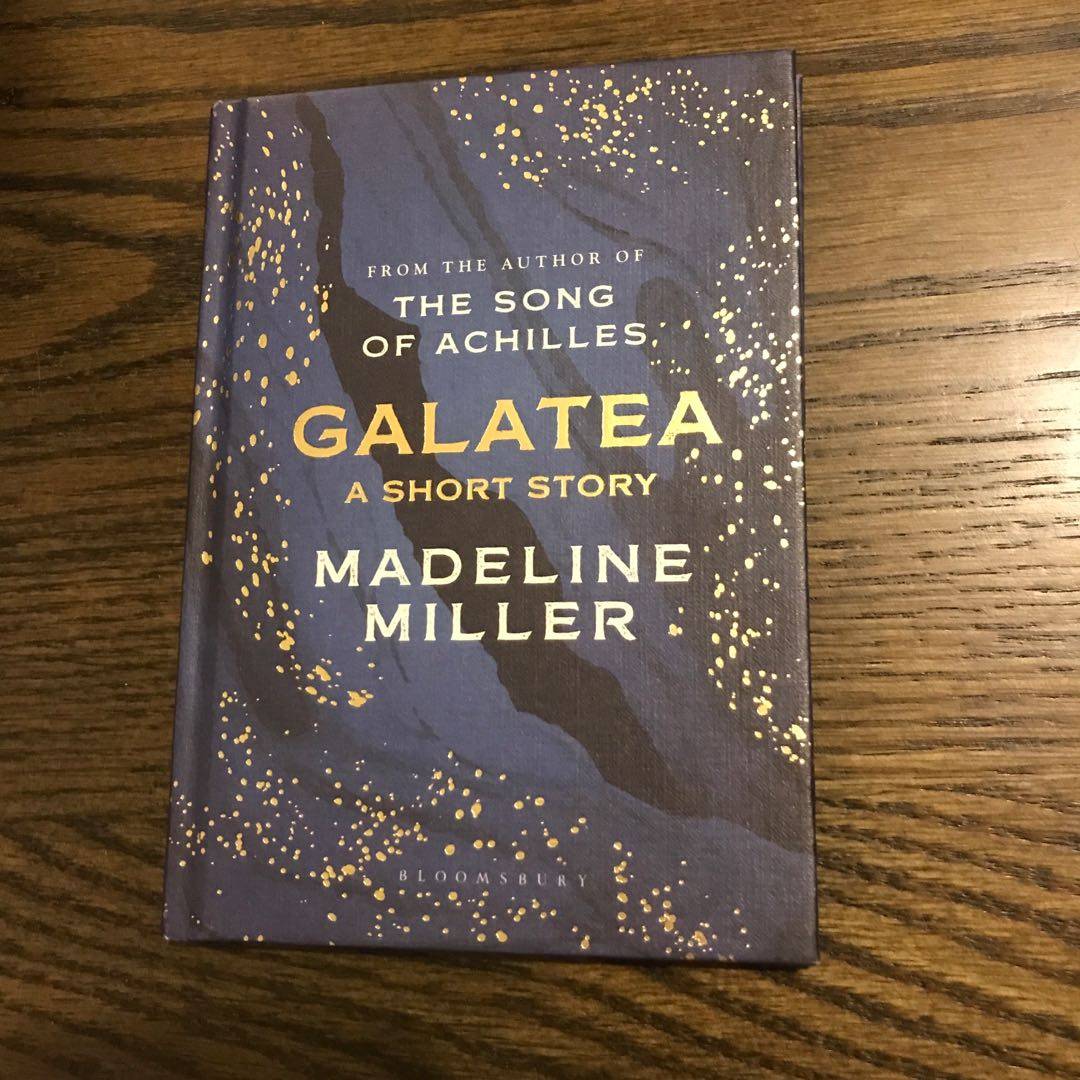 FROM THE AUTHOR OF
THE SONG
OF ACHILLES
GALATEA
A SHORT STORY
MADELINE
MILLER
BLOOMSBURY